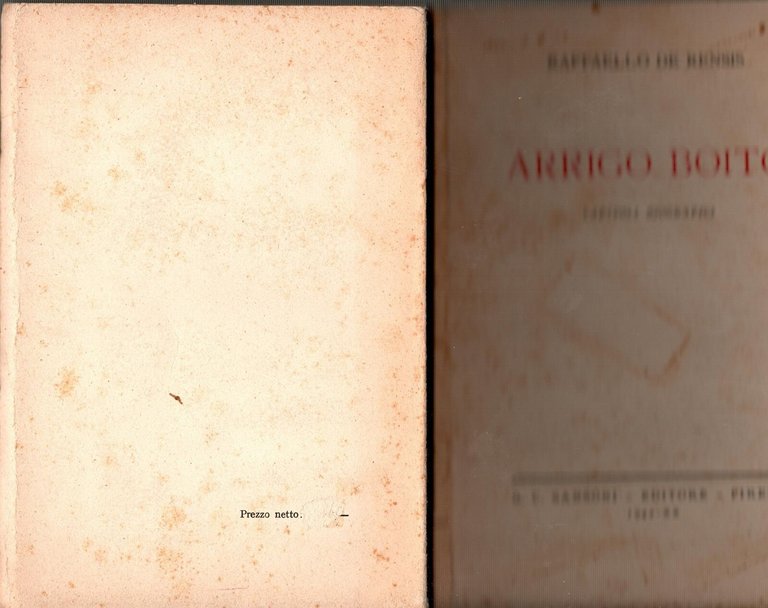 Prezzo netto. —
RAFFAELLO DE RENSIS
ARRIGO BOITO
CAPITOLI BIOGRAFICI
G. C. SANSONI - EDITORE - FIRE